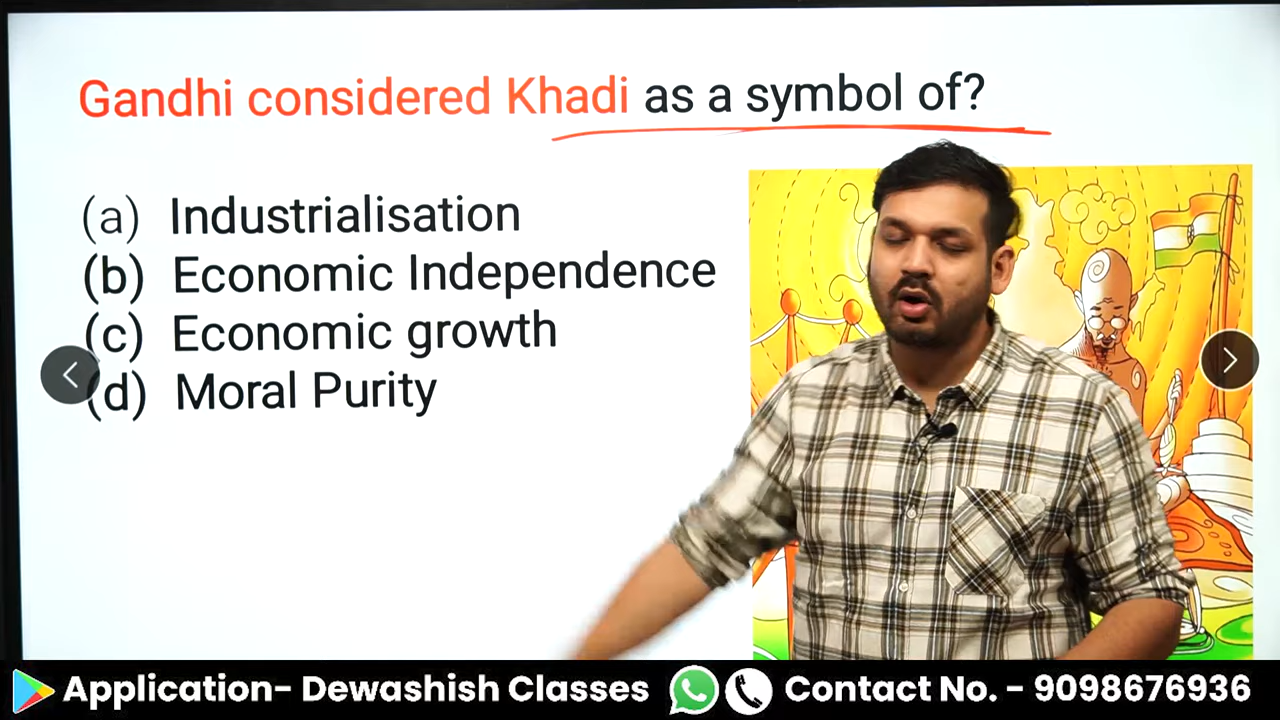 Gandhi considered Khadi as a symbol of?
(a) Industrialisation
(b) Economic Independence
(c) Economic growth
(d) Moral Purity
Application- Dewashish Classes Contact No. - 9098676936